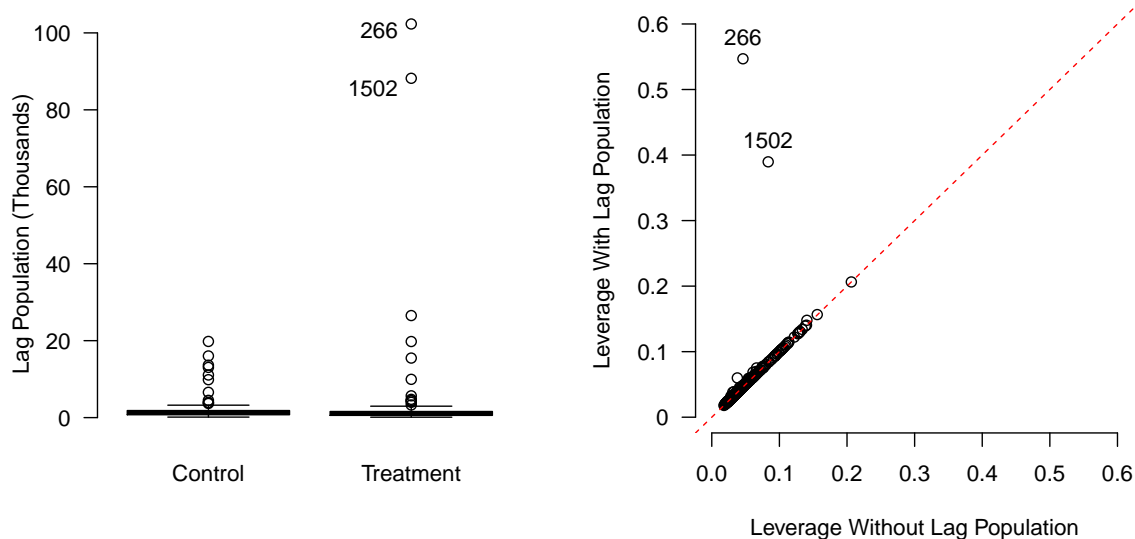 Lag Population (Thousands)
100
80
60
40
20
0
266
1502
Control
Treatment
Leverage With Lag Population
0.6
0.5
0.4
0.3
0.2
0.1
0
266
1502
0.0 0.1 0.2 0.3 0.4 0.5 0.6
Leverage Without Lag Population